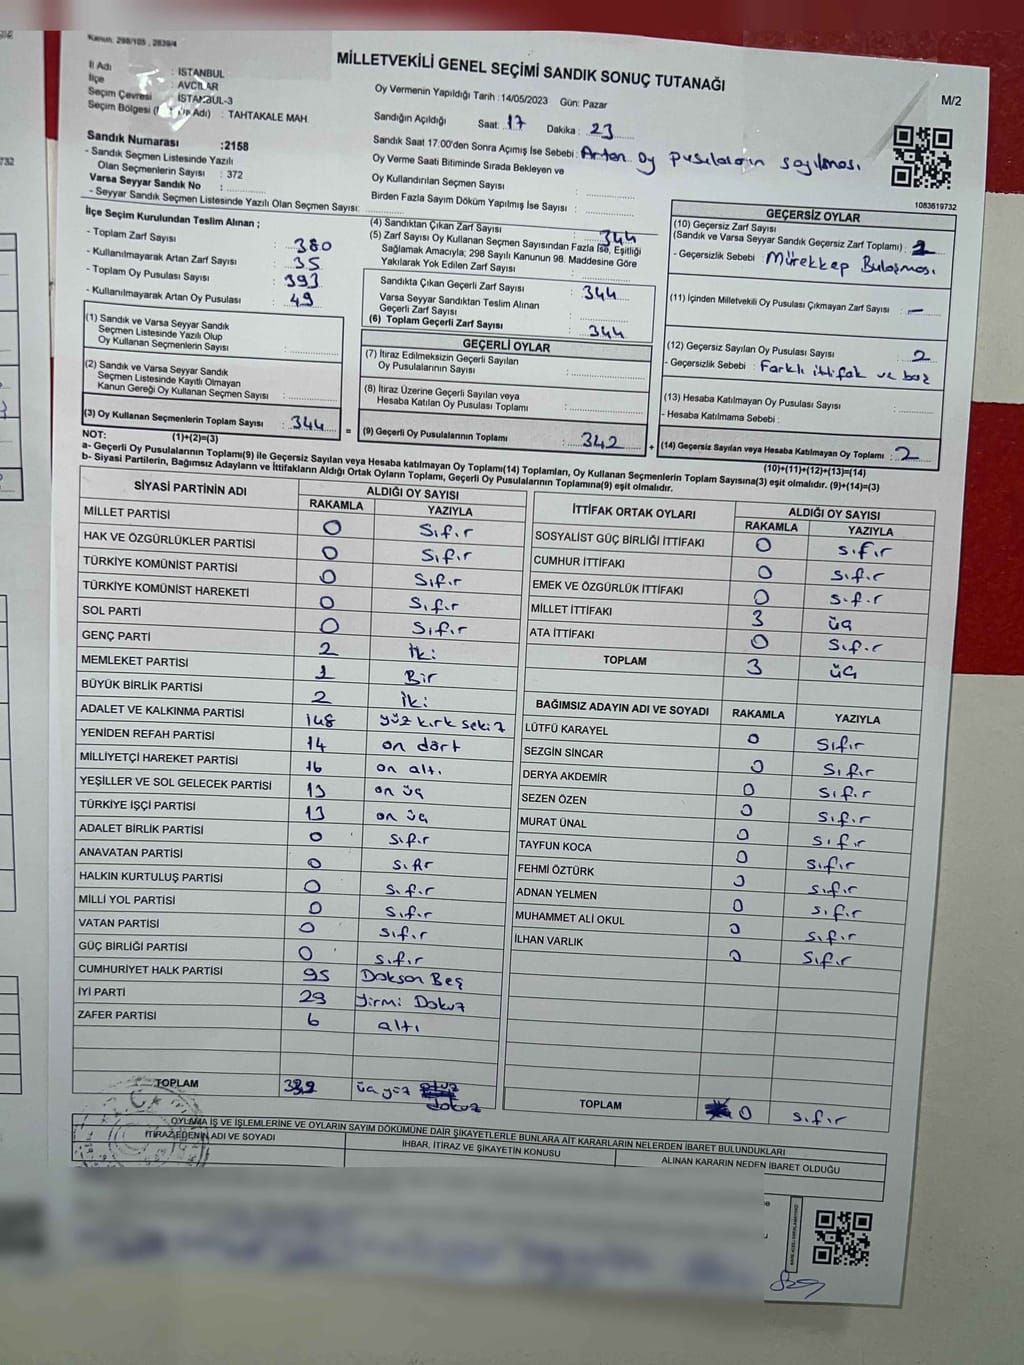 Kanun: 298/105 , 2839/4
MİLLETVEKİLİ GENEL SEÇİMİ SANDIK SONUÇ TUTANAĞI
M/2
İl Adı : İSTANBUL
İlçe : AVCILAR
Seçim Çevresi : İSTANBUL-3
Seçim Bölgesi Adı) : TAHTAKALE MAH.
Sandık Numarası :2158
- Sandık Seçmen Listesinde Yazılı
Olan Seçmenlerin Sayısı : 372
Varsa Seyyar Sandık No :
- Seyyar Sandık Seçmen Listesinde Yazılı Olan Seçmen Sayısı:
Oy Vermenin Yapıldığı Tarih :14/05/2023 Gün: Pazar
Sandığın Açıldığı Saat: 17 Dakika : 23
Sandık Saat 17:00'den Sonra Açımış İse Sebebi : Artan oy pusulalarının sayılması
Oy Verme Saati Bitiminde Sırada Bekleyen ve
Oy Kullandırılan Seçmen Sayısı :
Birden Fazla Sayım Döküm Yapılmış İse Sayısı :
1083619732
İlçe Seçim Kurulundan Teslim Alınan ;
- Toplam Zarf Sayısı : 380
- Kullanılmayarak Artan Zarf Sayısı : 35
- Toplam Oy Pusulası Sayısı : 393
- Kullanılmayarak Artan Oy Pusulası : 49
(1) Sandık ve Varsa Seyyar Sandık
Seçmen Listesinde Yazılı Olup
Oy Kullanan Seçmenlerin Sayısı :
(2) Sandık ve Varsa Seyyar Sandık
Seçmen Listesinde Kayıtlı Olmayan
Kanun Gereği Oy Kullanan Seçmen Sayısı :
(3) Oy Kullanan Seçmenlerin Toplam Sayısı : 344
(1)+(2)=(3)
(4) Sandıktan Çıkan Zarf Sayısı : 344
(5) Zarf Sayısı Oy Kullanan Seçmen Sayısından Fazla İse, Eşitliği
Sağlamak Amacıyla; 298 Sayılı Kanunun 98. Maddesine Göre
Yakılarak Yok Edilen Zarf Sayısı :
Sandıkta Çıkan Geçerli Zarf Sayısı : 344
Varsa Seyyar Sandıktan Teslim Alınan
Geçerli Zarf Sayısı :
(6) Toplam Geçerli Zarf Sayısı : 344
GEÇERLİ OYLAR
(7) İtiraz Edilmeksizin Geçerli Sayılan
Oy Pusulalarının Sayısı :
(8) İtiraz Üzerine Geçerli Sayılan veya
Hesaba Katılan Oy Pusulası Toplamı :
= (9) Geçerli Oy Pusulalarının Toplamı : 342
GEÇERSİZ OYLAR
(10) Geçersiz Zarf Sayısı
(Sandık ve Varsa Seyyar Sandık Geçersiz Zarf Toplamı) : 2
- Geçersizlik Sebebi : Mürekkep Bulaşması
(11) İçinden Milletvekili Oy Pusulası Çıkmayan Zarf Sayısı : —
(12) Geçersiz Sayılan Oy Pusulası Sayısı : 2
- Geçersizlik Sebebi : Farklı ittifak ve boz
(13) Hesaba Katılmayan Oy Pusulası Sayısı :
- Hesaba Katılmama Sebebi :
+ (14) Geçersiz Sayılan veya Hesaba Katılmayan Oy Toplamı : 2
(10)+(11)+(12)+(13)=(14)
NOT:
a- Geçerli Oy Pusulalarının Toplamı(9) ile Geçersiz Sayılan veya Hesaba katılmayan Oy Toplamı(14) Toplamları, Oy Kullanan Seçmenlerin Toplam Sayısına(3) eşit olmalıdır. (9)+(14)=(3)
b- Siyasi Partilerin, Bağımsız Adayların ve İttifakların Aldığı Ortak Oyların Toplamı, Geçerli Oy Pusulalarının Toplamına(9) eşit olmalıdır.
SİYASİ PARTİNİN ADI ALDIĞI OY SAYISI
RAKAMLA YAZIYLA
MİLLET PARTİSİ 0 Sıfır
HAK VE ÖZGÜRLÜKLER PARTİSİ 0 Sıfır
TÜRKİYE KOMÜNİST PARTİSİ 0 Sıfır
TÜRKİYE KOMÜNİST HAREKETİ 0 Sıfır
SOL PARTİ 0 Sıfır
GENÇ PARTİ 2 İki
MEMLEKET PARTİSİ 1 Bir
BÜYÜK BİRLİK PARTİSİ 2 İki
ADALET VE KALKINMA PARTİSİ 148 yüz kırk sekiz
YENİDEN REFAH PARTİSİ 14 on dört
MİLLİYETÇİ HAREKET PARTİSİ 16 on altı
YEŞİLLER VE SOL GELECEK PARTİSİ 13 on üç
TÜRKİYE İŞÇİ PARTİSİ 13 on üç
ADALET BİRLİK PARTİSİ 0 Sıfır
ANAVATAN PARTİSİ 0 Sıfır
HALKIN KURTULUŞ PARTİSİ 0 Sıfır
MİLLİ YOL PARTİSİ 0 Sıfır
VATAN PARTİSİ 0 Sıfır
GÜÇ BİRLİĞİ PARTİSİ 0 Sıfır
CUMHURİYET HALK PARTİSİ 95 Doksan Beş
İYİ PARTİ 29 Yirmi Dokuz
ZAFER PARTİSİ 6 altı
TOPLAM 339 üç yüz otuz dokuz
İTTİFAK ORTAK OYLARI ALDIĞI OY SAYISI
RAKAMLA YAZIYLA
SOSYALİST GÜÇ BİRLİĞİ İTTİFAKI 0 Sıfır
CUMHUR İTTİFAKI 0 Sıfır
EMEK VE ÖZGÜRLÜK İTTİFAKI 0 Sıfır
MİLLET İTTİFAKI 3 üç
ATA İTTİFAKI 0 Sıfır
TOPLAM 3 üç
BAĞIMSIZ ADAYIN ADI VE SOYADI RAKAMLA YAZIYLA
LÜTFÜ KARAYEL 0 Sıfır
SEZGİN SİNCAR 0 Sıfır
DERYA AKDEMİR 0 Sıfır
SEZEN ÖZEN 0 Sıfır
MURAT ÜNAL 0 Sıfır
TAYFUN KOCA 0 Sıfır
FEHMİ ÖZTÜRK 0 Sıfır
ADNAN YELMEN 0 Sıfır
MUHAMMET ALİ OKUL 0 Sıfır
İLHAN VARLIK 0 Sıfır
TOPLAM 0 Sıfır
OYLAMA İŞ VE İŞLEMLERİNE VE OYLARIN SAYIM DÖKÜMÜNE DAİR ŞİKAYETLERLE BUNLARA AİT KARARLARIN NELERDEN İBARET BULUNDUKLARI
İTİRAZ EDENİN ADI VE SOYADI İHBAR, İTİRAZ VE ŞİKAYETİN KONUSU ALINAN KARARIN NEDEN İBARET OLDUĞU